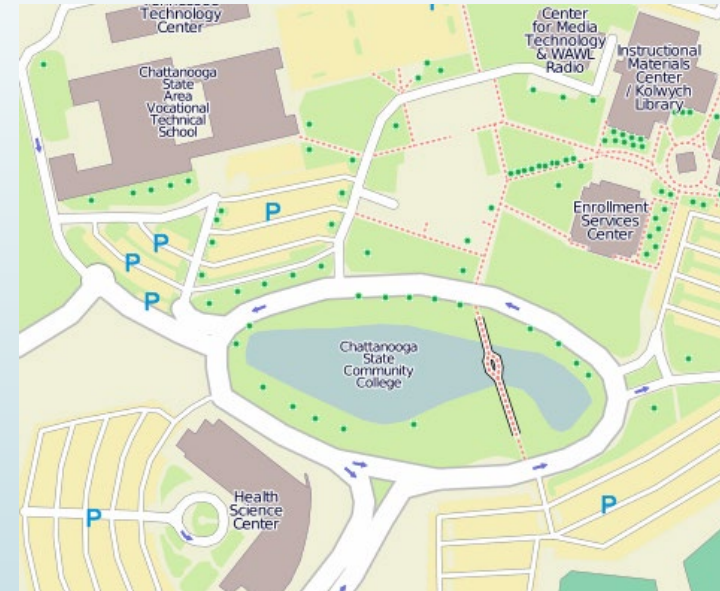 Technology
Center
Center
for Media
Technology
& WAWL
Radio
Instructional
Materials
Center
/ Kolwych
Library
Chattanooga
State
Area
Vocational
Technical
School
Enrollment
Services
Center
P
P
P
P
Chattanooga
State
Community
College
Health
Science
Center
P
P